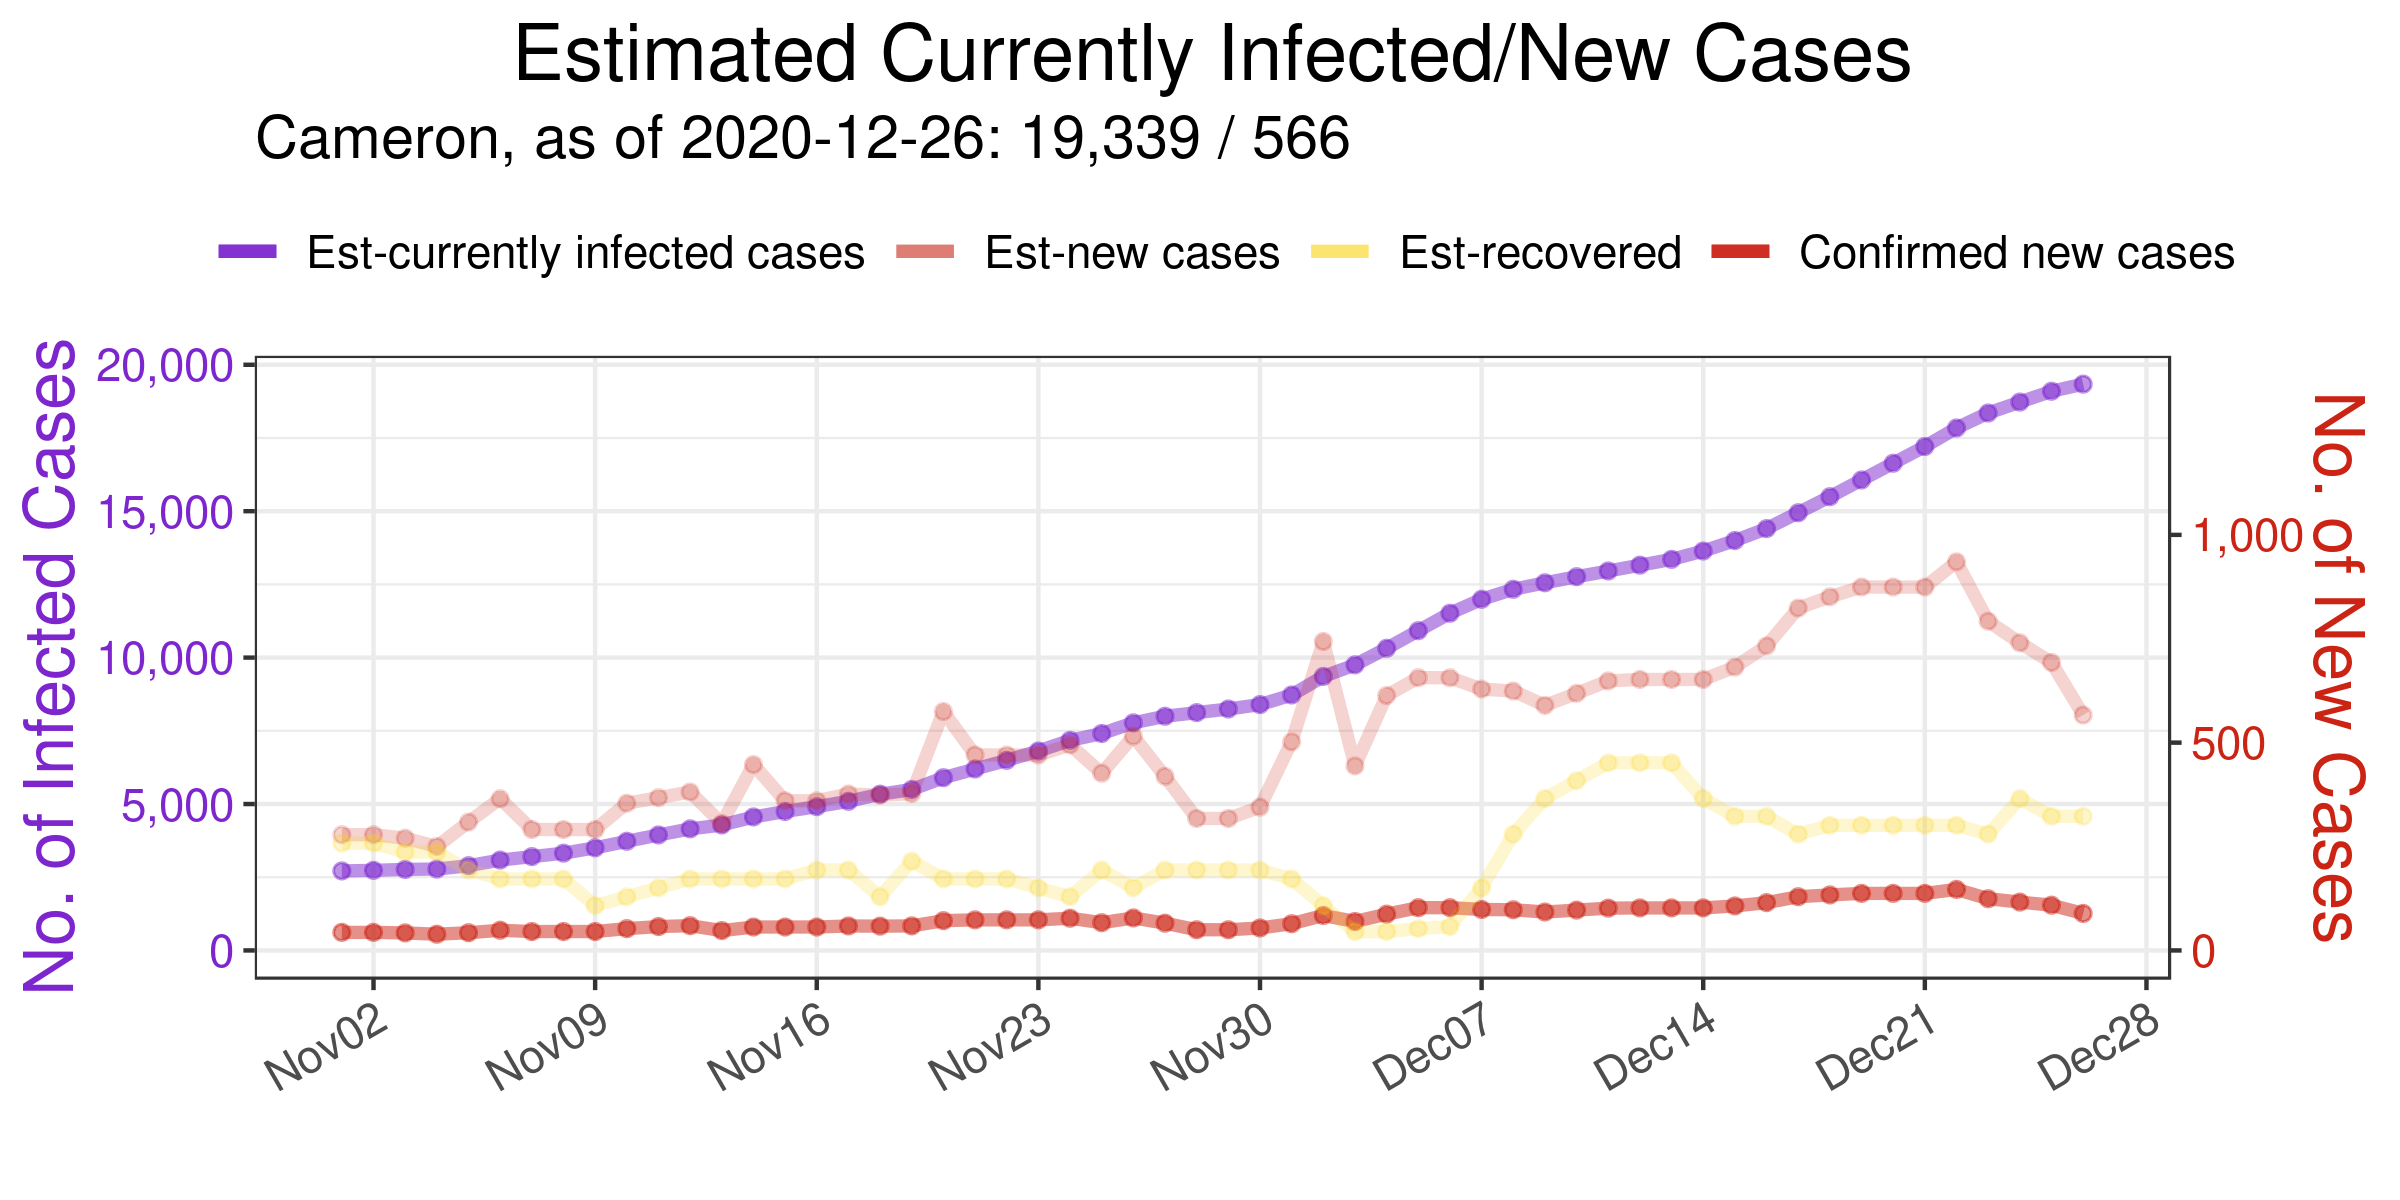 Estimated Currently Infected/New Cases
Cameron, as of 2020-12-26: 19,339 / 566
Est-currently infected cases Est-new cases Est-recovered Confirmed new cases
No. of Infected Cases
20,000
15,000
10,000
5,000
0
1,000
500
0
No. of New Cases
Nov02 Nov09 Nov16 Nov23 Nov30 Dec07 Dec14 Dec21 Dec28